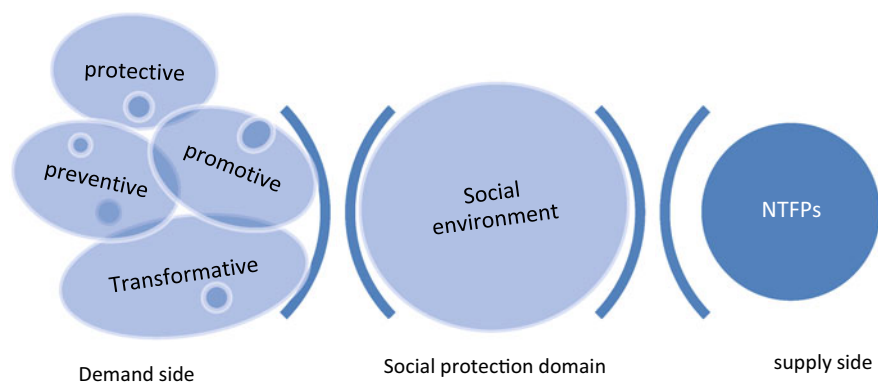 protective
preventive
promotive
Transformative
Social
environment
NTFPs
Demand side
Social protection domain
supply side